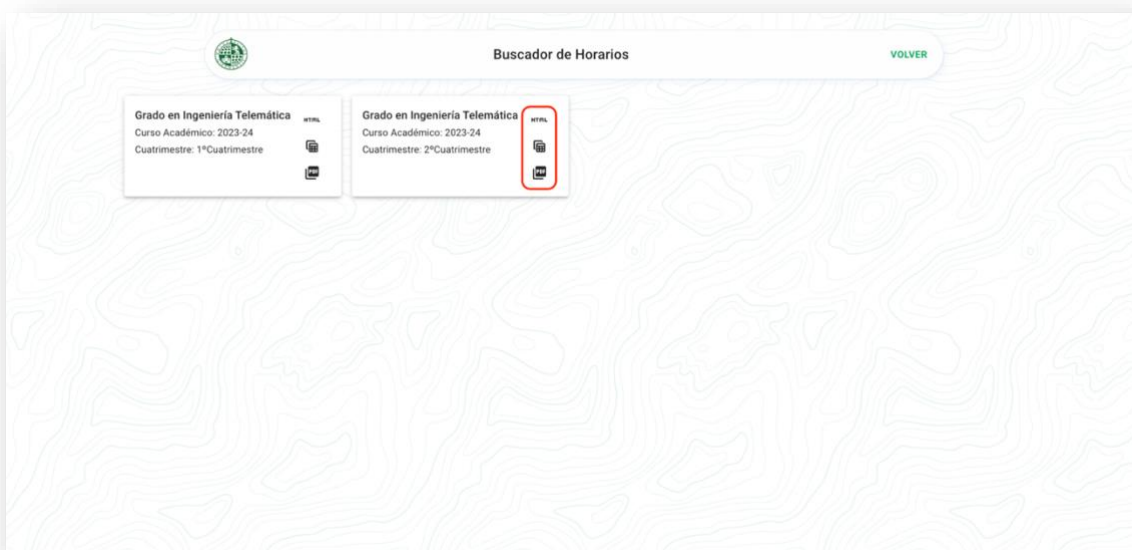 Buscador de Horarios
VOLVER
Grado en Ingeniería Telemática
HTML
Curso Académico: 2023-24
Cuatrimestre: 1ºCuatrimestre
PDF
Grado en Ingeniería Telemática
HTML
Curso Académico: 2023-24
Cuatrimestre: 2ºCuatrimestre
PDF